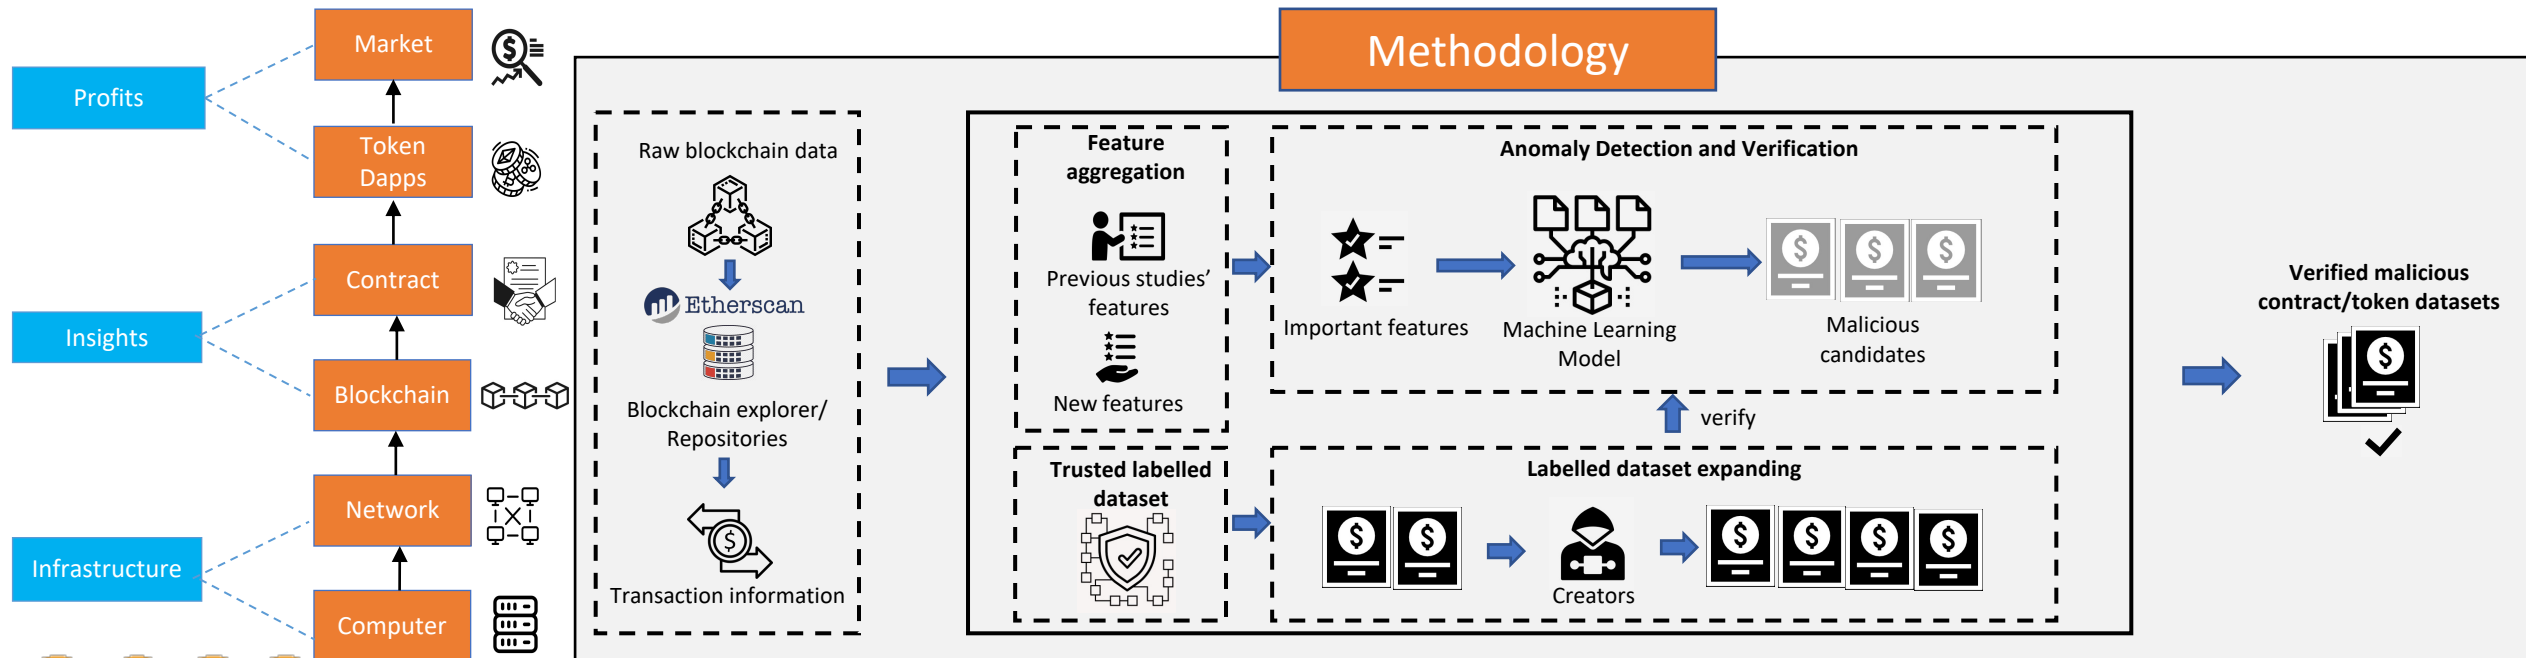 Methodology
Profits
Insights
Infrastructure
Market
Token
Dapps
Contract
Blockchain
Network
Computer
Raw blockchain data
Etherscan
Blockchain explorer/
Repositories
Transaction information
Feature
aggregation
Previous studies’
features
New features
Trusted labelled
dataset
Anomaly Detection and Verification
Important features
Machine Learning
Model
Malicious
candidates
verify
Labelled dataset expanding
Creators
Verified malicious
contract/token datasets